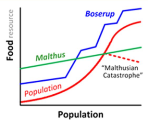 Boserup
Malthus
Population
"Malthusian
Catastrophe"
Food resource
Population